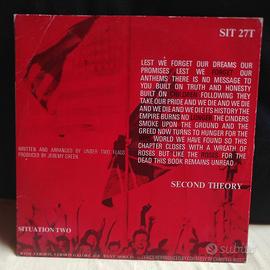 SIT 27T
LEST WE FORGET OUR DREAMS OUR
PROMISES LEST WE FORGET OUR
ANTHEMS THERE IS NO MESSAGE TO
YOU BUILT ON TRUTH AND HONESTY
BUILT ON CHILDREN FOLLOWING THEY
TAKE OUR PRIDE AND WE DIE AND WE DIE
AND WE DIE AND WE DIE ITS HISTORY THE
EMPIRE BURNS NO LONGER THE CINDERS
SMOKE UPON THE GROUND AND THE
GREED NOW TURNS TO HUNGER FOR THE
WORLD WE HAVE FOUND SO THIS
CHAPTER CLOSES WITH A WREATH OF
ROSES BUT LIKE THE HYMNS FOR THE
DEAD THIS BOOK REMAINS UNREAD
WRITTEN AND ARRANGED BY UNDER TWO FLAGS
PRODUCED BY JEREMY GREEN
SECOND THEORY
SITUATION TWO
subito